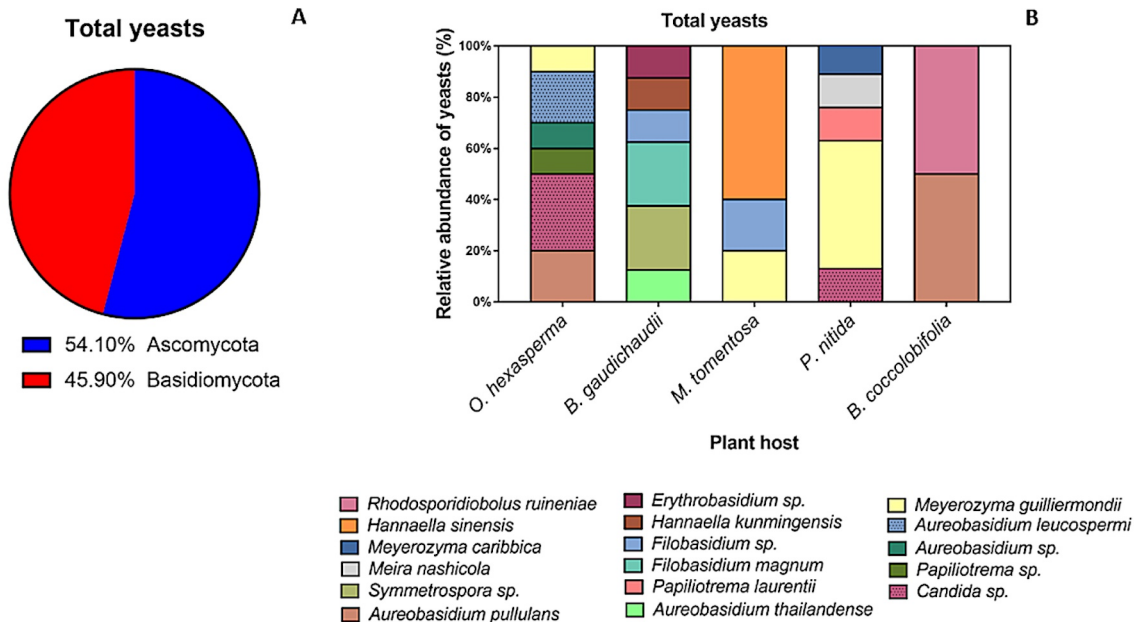 A
Total yeasts
54.10% Ascomycota
45.90% Basidiomycota
B
Total yeasts
Relative abundance of yeasts (%)
100%
80%
60%
40%
20%
0%
O. hexasperma
B. gaudichaudii
M. tomentosa
P. nitida
B. coccolobifolia
Plant host
Rhodosporidiobolus ruineniae
Hannaella sinensis
Meyerozyma caribbica
Meira nashicola
Symmetrospora sp.
Aureobasidium pullulans
Erythrobasidium sp.
Hannaella kunmingensis
Filobasidium sp.
Filobasidium magnum
Papiliotrema laurentii
Aureobasidium thailandense
Meyerozyma guilliermondii
Aureobasidium leucospermi
Aureobasidium sp.
Papiliotrema sp.
Candida sp.